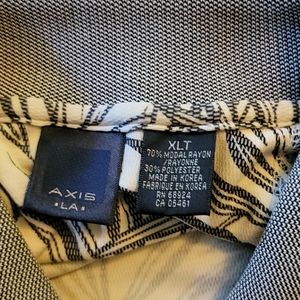 AXIS
•LA•
XLT
70% MODAL RAYON
/RAYONNE
30% POLYESTER
MADE IN KOREA
FABRIQUE EN KOREA
RN 68924
CA 05461